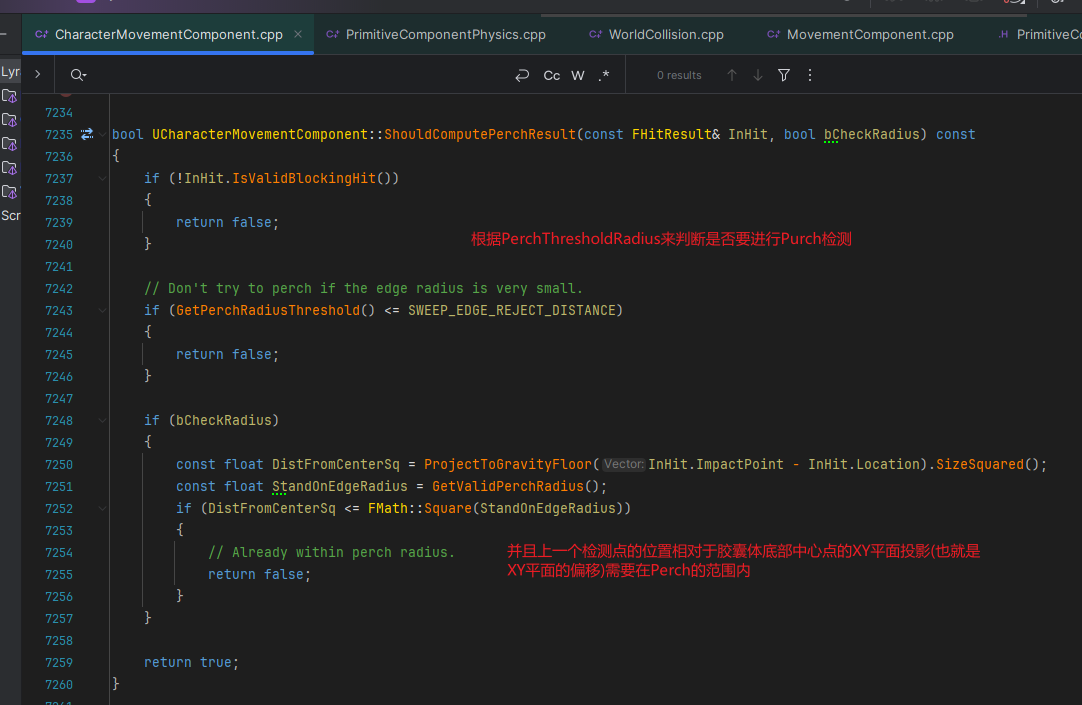 CharacterMovementComponent.cpp × PrimitiveComponentPhysics.cpp WorldCollision.cpp MovementComponent.cpp .H PrimitiveCo
Lyr
Cc W .* 0 results
Scr
7234
7235 bool UCharacterMovementComponent::ShouldComputePerchResult(const FHitResult& InHit, bool bCheckRadius) const
7236 {
7237 if (!InHit.IsValidBlockingHit())
7238 {
7239 return false;
7240 }
根据PerchThresholdRadius来判断是否要进行Purch检测
7241
7242 // Don't try to perch if the edge radius is very small.
7243 if (GetPerchRadiusThreshold() <= SWEEP_EDGE_REJECT_DISTANCE)
7244 {
7245 return false;
7246 }
7247
7248 if (bCheckRadius)
7249 {
7250 const float DistFromCenterSq = ProjectToGravityFloor( Vector: InHit.ImpactPoint - InHit.Location).SizeSquared();
7251 const float StandOnEdgeRadius = GetValidPerchRadius();
7252 if (DistFromCenterSq <= FMath::Square(StandOnEdgeRadius))
7253 {
7254 // Already within perch radius.
7255 return false;
并且上一个检测点的位置相对于胶囊体底部中心点的XY平面投影(也就是
XY平面的偏移)需要在Perch的范围内
7256 }
7257 }
7258
7259 return true;
7260 }